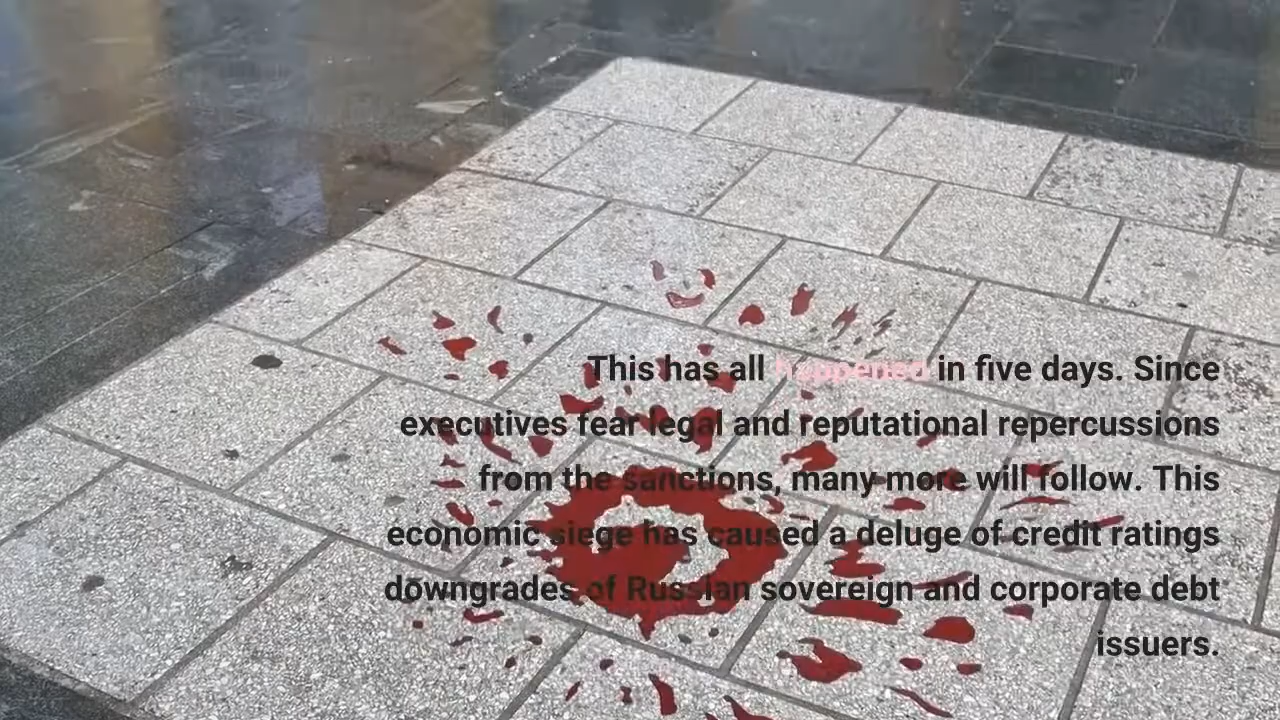 This has all happened in five days. Since
executives fear legal and reputational repercussions
from the sanctions, many more will follow. This
economic siege has caused a deluge of credit ratings
downgrades of Russian sovereign and corporate debt
issuers.